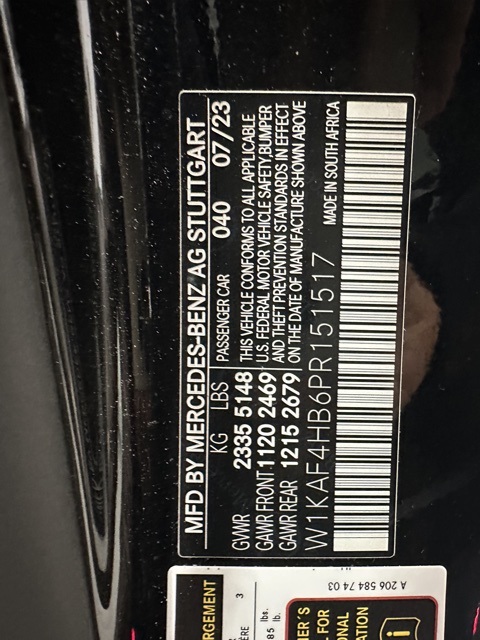 MFD BY MERCEDES-BENZ AG STUTTGART
KG LBS PASSENGER CAR 040 07/23
GVWR 2335 5148 THIS VEHICLE CONFORMS TO ALL APPLICABLE
GAWR FRONT 1120 2469 U.S. FEDERAL MOTOR VEHICLE SAFETY,BUMPER
GAWR REAR 1215 2679 AND THEFT PREVENTION STANDARDS IN EFFECT
ON THE DATE OF MANUFACTURE SHOWN ABOVE
W1KAF4HB6PR151517 MADE IN SOUTH AFRICA
3
lbs.
lb.
A 206 584 74 03